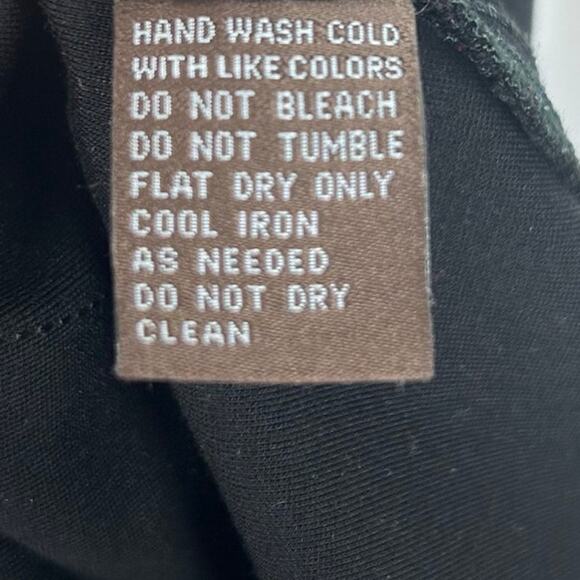 HAND WASH COLD
WITH LIKE COLORS
DO NOT BLEACH
DO NOT TUMBLE
FLAT DRY ONLY
COOL IRON
AS NEEDED
DO NOT DRY
CLEAN